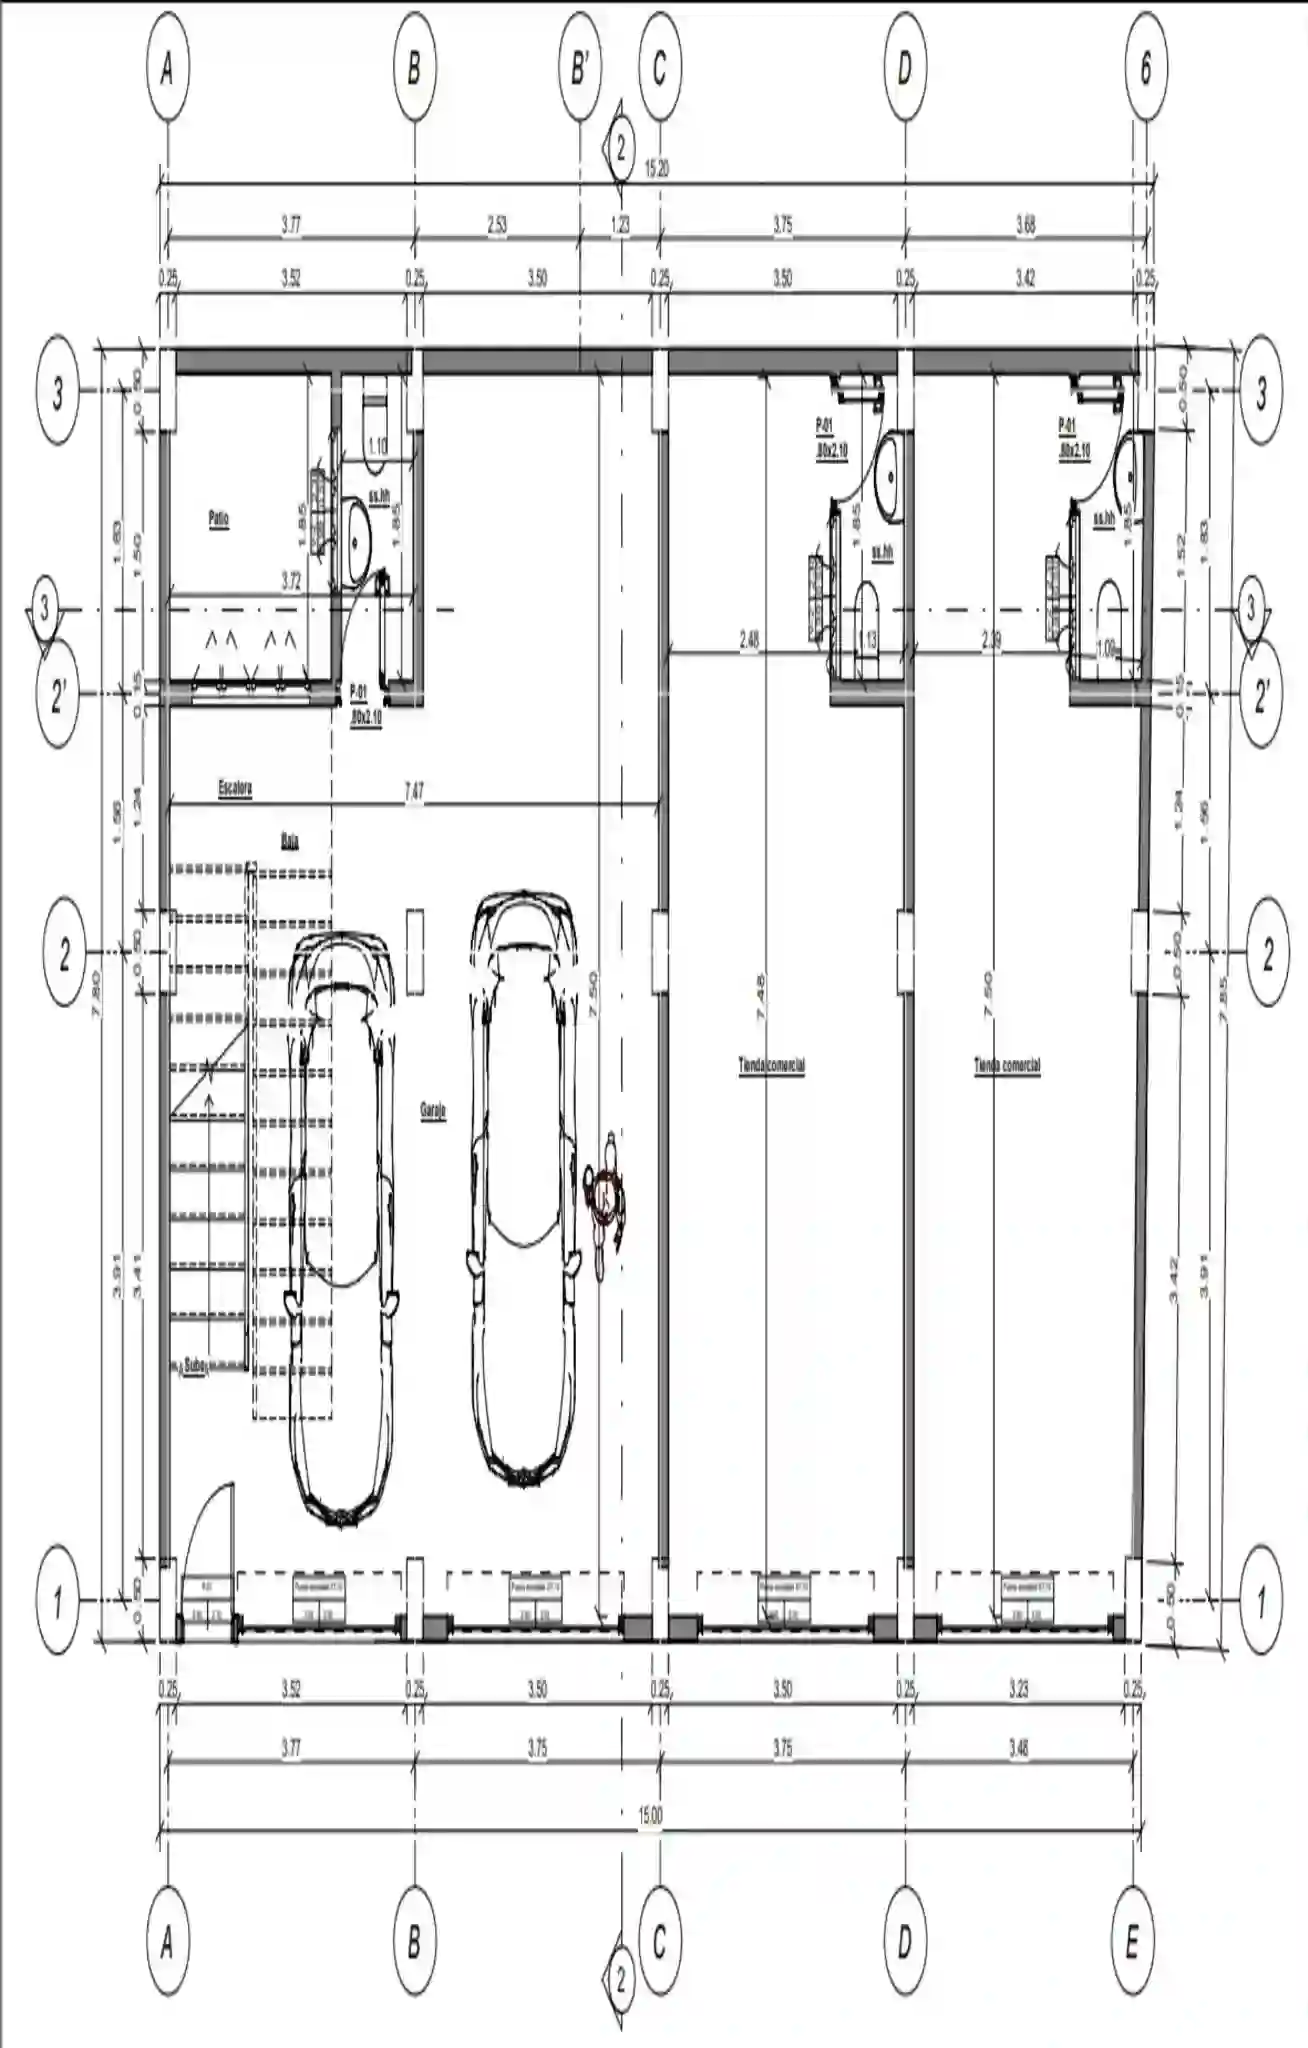 A B B' C D 6
2
15.20
3.77 2.53 1.23 3.75 3.68
0.25 3.52 0.25 3.50 0.25 3.50 0.25 3.42 0.25
3 3
0.50 0.50
P-01 P-01
.80x2.10 .80x2.10
1.10
ss.hh
Patio
1.85 1.85 1.85 1.85
ss.hh
ss.hh
1.83 1.50 1.52 1.83
3.72
3 3
2.48 1.13 2.39 1.09
2' 2'
0.15 0.15
P-01
.80x2.10
Escalera
7.47
1.56 1.24 1.24 1.56
Baja
2 2
0.50 0.50
7.80 7.50 7.48 7.50 7.85
Tienda comercial Tienda comercial
Garaje
3.91 3.41 3.42 3.91
Sube
1 1
0.50 0.50
0.25 3.52 0.25 3.50 0.25 3.50 0.25 3.23 0.25
3.77 3.75 3.75 3.48
15.00
A B C D E
2